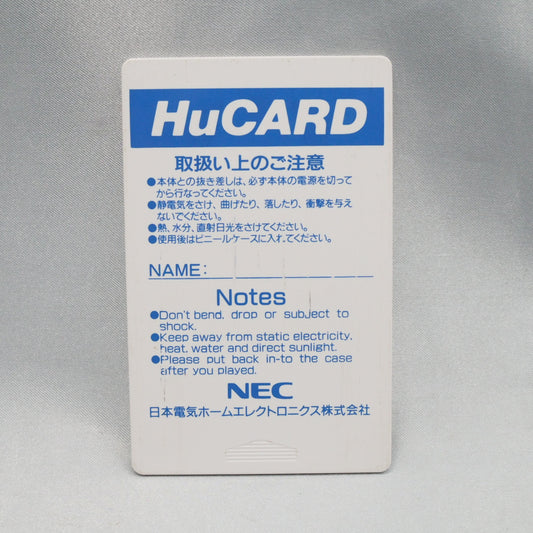 HuCARD
取扱い上のご注意
●本体との抜き差しは、必ず本体の電源を切って
から行なってください。
●静電気をさけ、曲げたり、落したり、衝撃を与え
ないでください。
●熱、水分、直射日光をさけてください。
●使用後はビニールケースに入れてください。
NAME:
Notes
●Don't bend, drop or subject to
shock.
●Keep away from static electricity,
heat, water and direct sunlight.
●Please put back in-to the case
after you played.
NEC
日本電気ホームエレクトロニクス株式会社